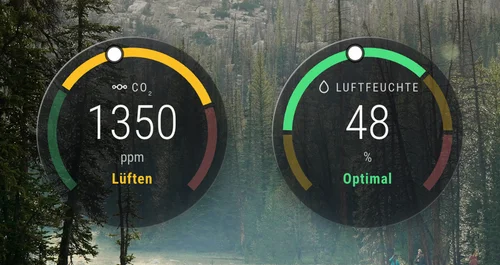 CO₂
1350
ppm
Lüften
LUFTFEUCHTE
48
%
Optimal